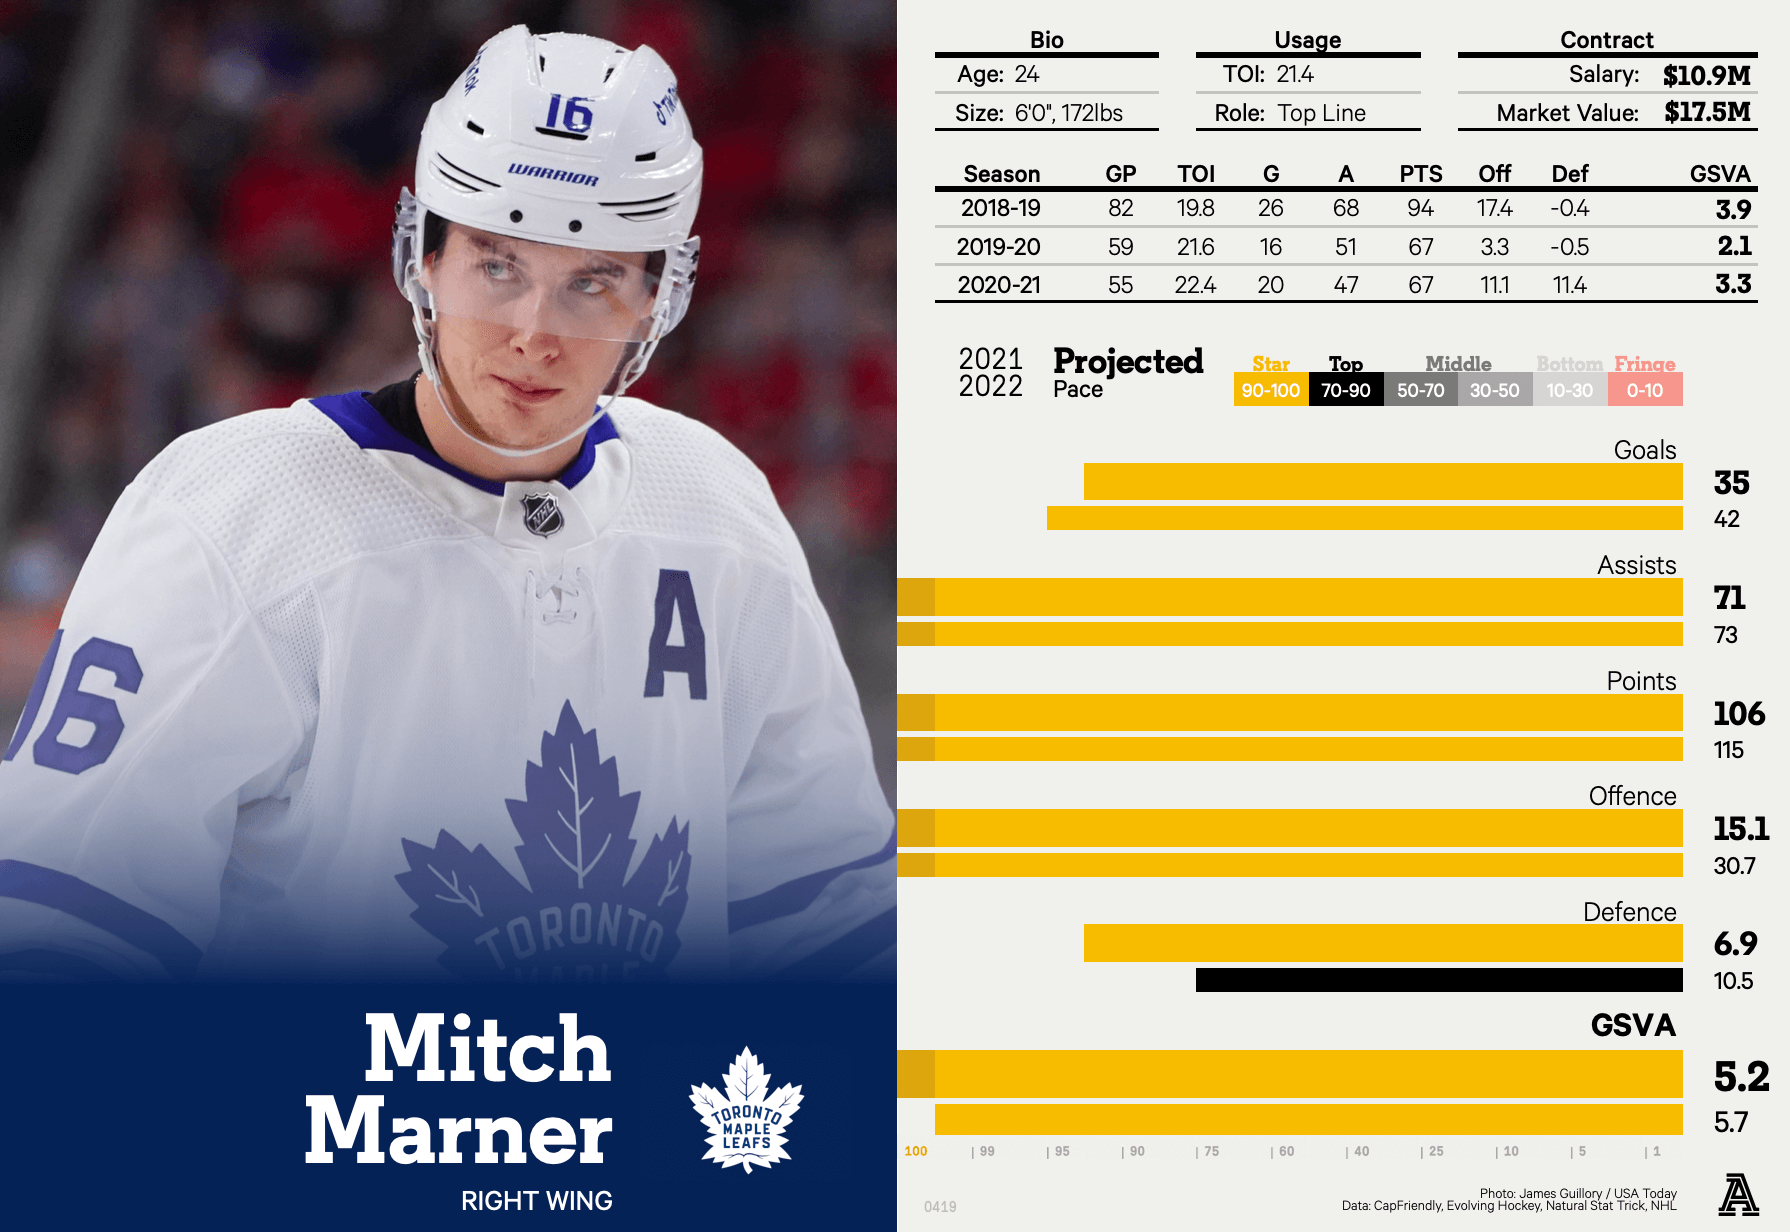 16
WARRIOR
NHL
A
16
TORONTO
MAPLE
Mitch
Marner
RIGHT WING
TORONTO
MAPLE
LEAFS
Bio
Age: 24
Size: 6'0", 172lbs
Usage
TOI: 21.4
Role: Top Line
Contract
Salary: $10.9M
Market Value: $17.5M
Season GP TOI G A PTS Off Def GSVA
2018-19 82 19.8 26 68 94 17.4 -0.4 3.9
2019-20 59 21.6 16 51 67 3.3 -0.5 2.1
2020-21 55 22.4 20 47 67 11.1 11.4 3.3
2021
2022
Projected
Pace
Star Top Middle Bottom Fringe
90-100 70-90 50-70 30-50 10-30 0-10
Goals
35
42
Assists
71
73
Points
106
115
Offence
15.1
30.7
Defence
6.9
10.5
GSVA
5.2
5.7
100 | 99 | 95 | 90 | 75 | 60 | 40 | 25 | 10 | 5 | 1
0419
Photo: James Guillory / USA Today
Data: CapFriendly, Evolving Hockey, Natural Stat Trick, NHL
A